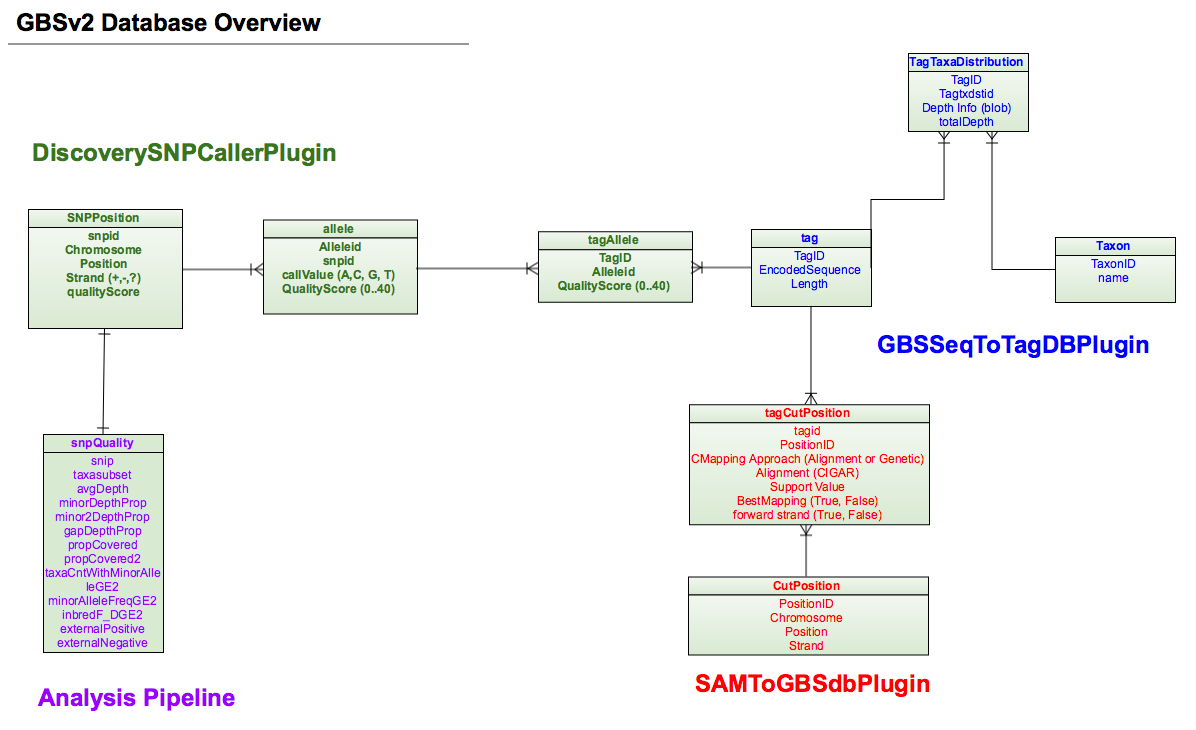 GBSv2 Database Overview
TagTaxaDistribution
TagID
Tagtxdstid
Depth Info (blob)
totalDepth
DiscoverySNPCallerPlugin
SNPPosition
snpid
Chromosome
Position
Strand (+,-,?)
qualityScore
allele
Alleleid
snpid
callValue (A,C, G, T)
QualityScore (0..40)
tagAllele
TagID
Alleleid
QualityScore (0..40)
tag
TagID
EncodedSequence
Length
Taxon
TaxonID
name
GBSSeqToTagDBPlugin
tagCutPosition
tagid
PositionID
CMapping Approach (Alignment or Genetic)
Alignment (CIGAR)
Support Value
BestMapping (True, False)
forward strand (True, False)
snpQuality
snip
taxasubset
avgDepth
minorDepthProp
minor2DepthProp
gapDepthProp
propCovered
propCovered2
taxaCntWithMinorAlle
leGE2
minorAlleleFreqGE2
inbredF_DGE2
externalPositive
externalNegative
CutPosition
PositionID
Chromosome
Position
Strand
SAMToGBSdbPlugin
Analysis Pipeline